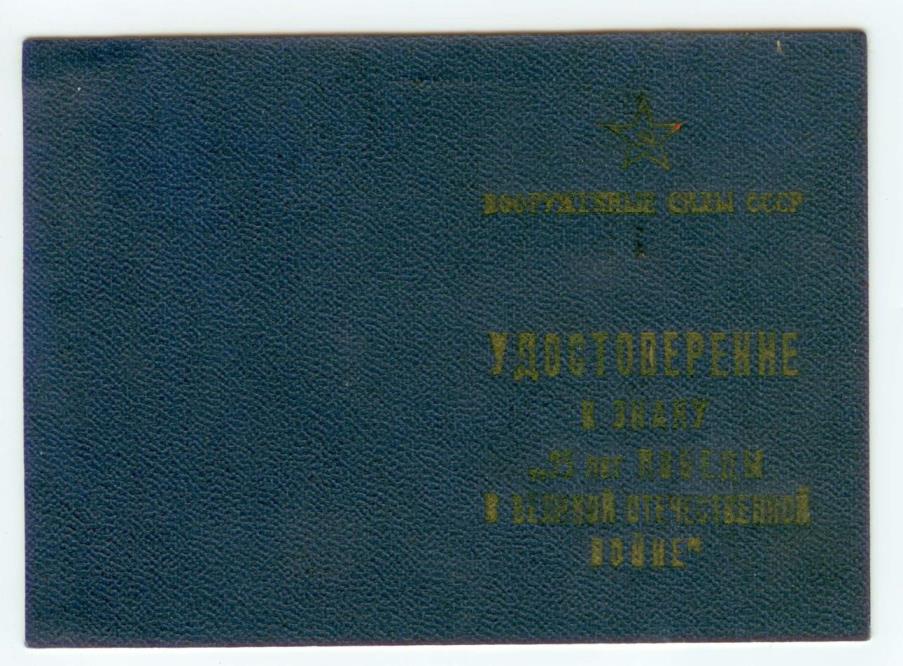 ВООРУЖЕННЫЕ СИЛЫ СССР
УДОСТОВЕРЕНИЕ
К ЗНАКУ
„25 лет ПОБЕДЫ
В ВЕЛИКОЙ ОТЕЧЕСТВЕННОЙ
ВОЙНЕ"